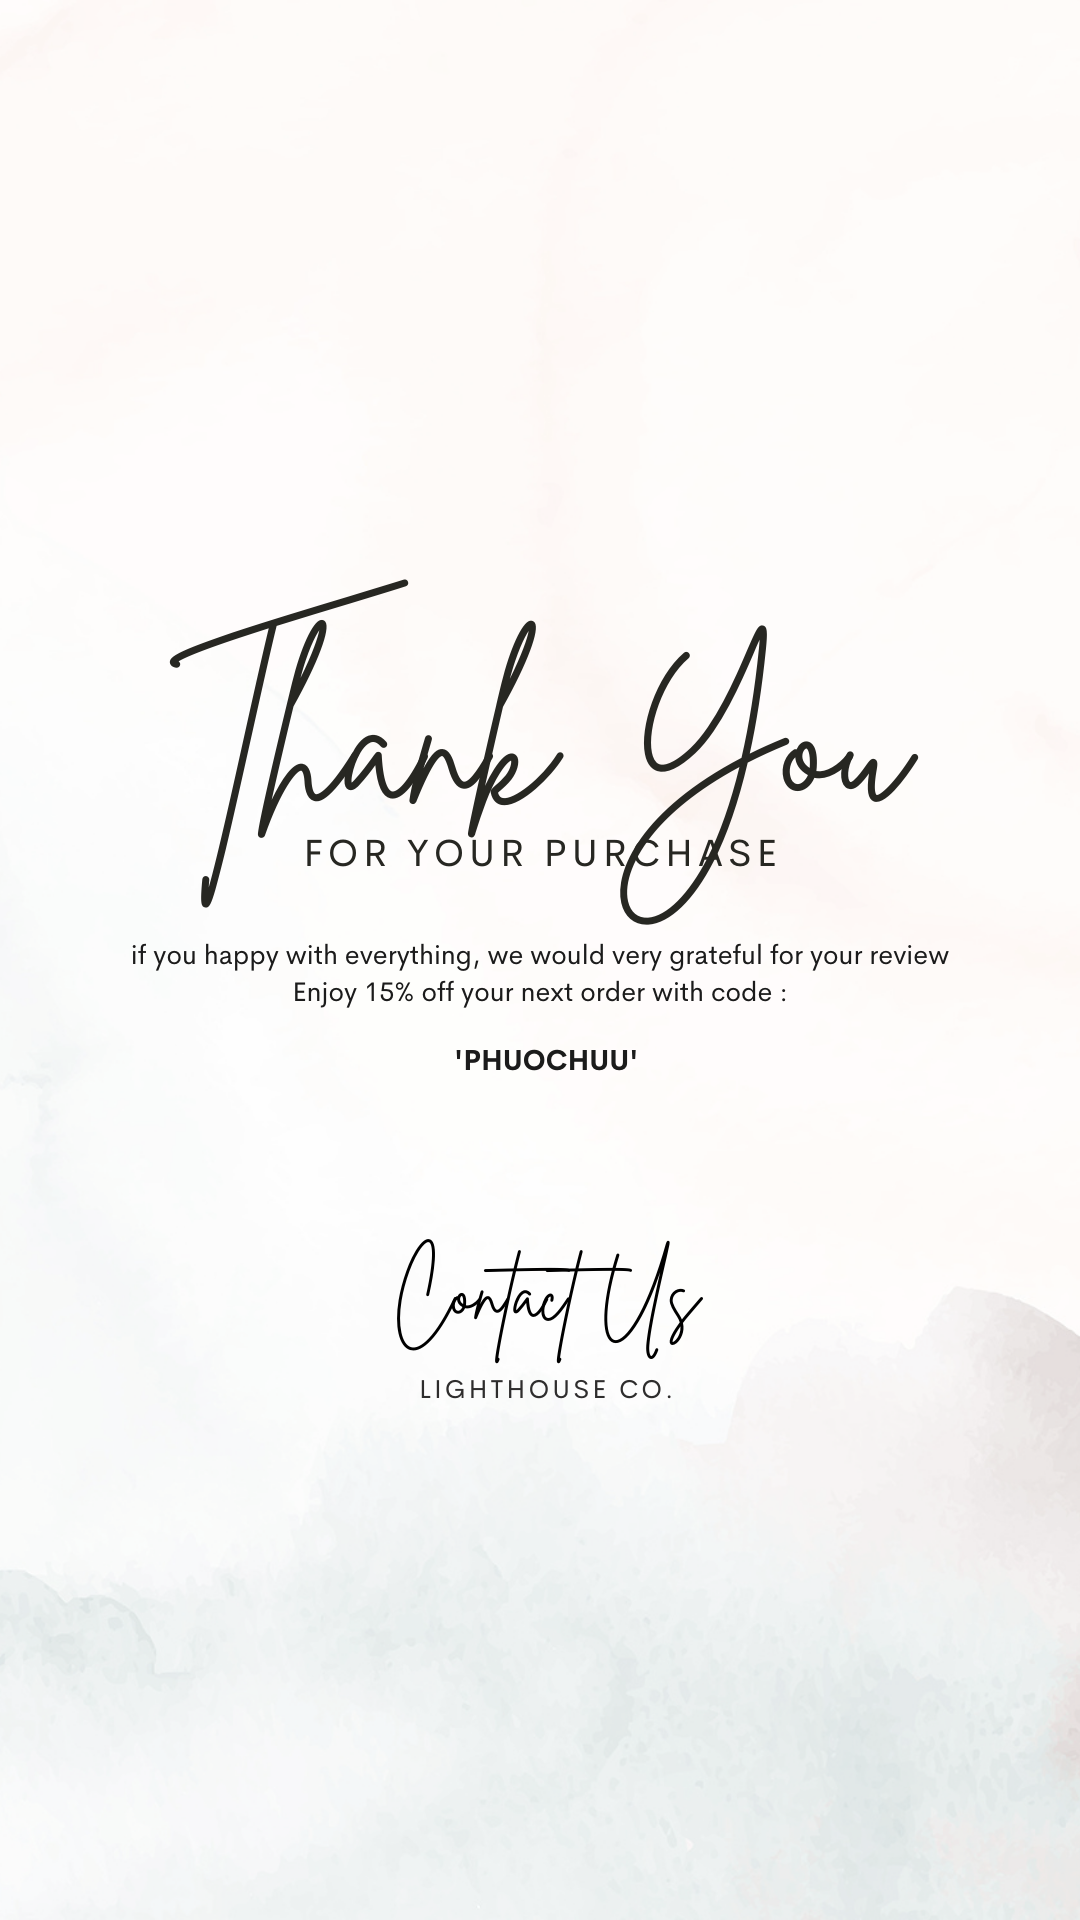 Thank You
FOR YOUR PURCHASE
if you happy with everything, we would very grateful for your review
Enjoy 15% off your next order with code :
'PHUOCHUU'
Contact Us
LIGHTHOUSE CO.